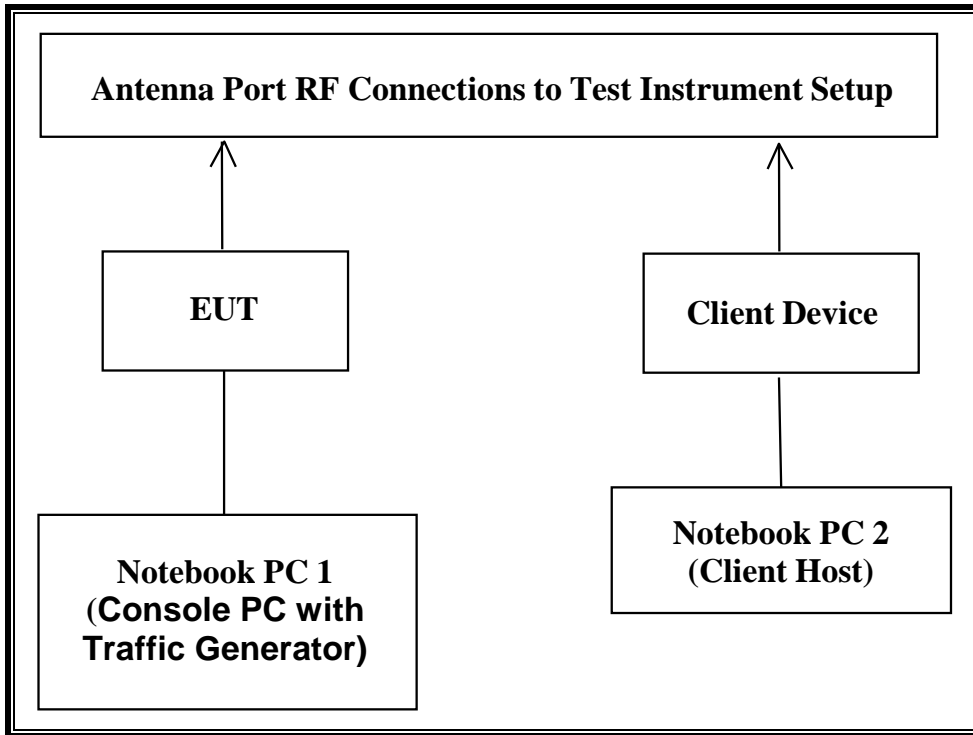 Antenna Port RF Connections to Test Instrument Setup
EUT
Client Device
Notebook PC 1
(Console PC with
Traffic Generator)
Notebook PC 2
(Client Host)